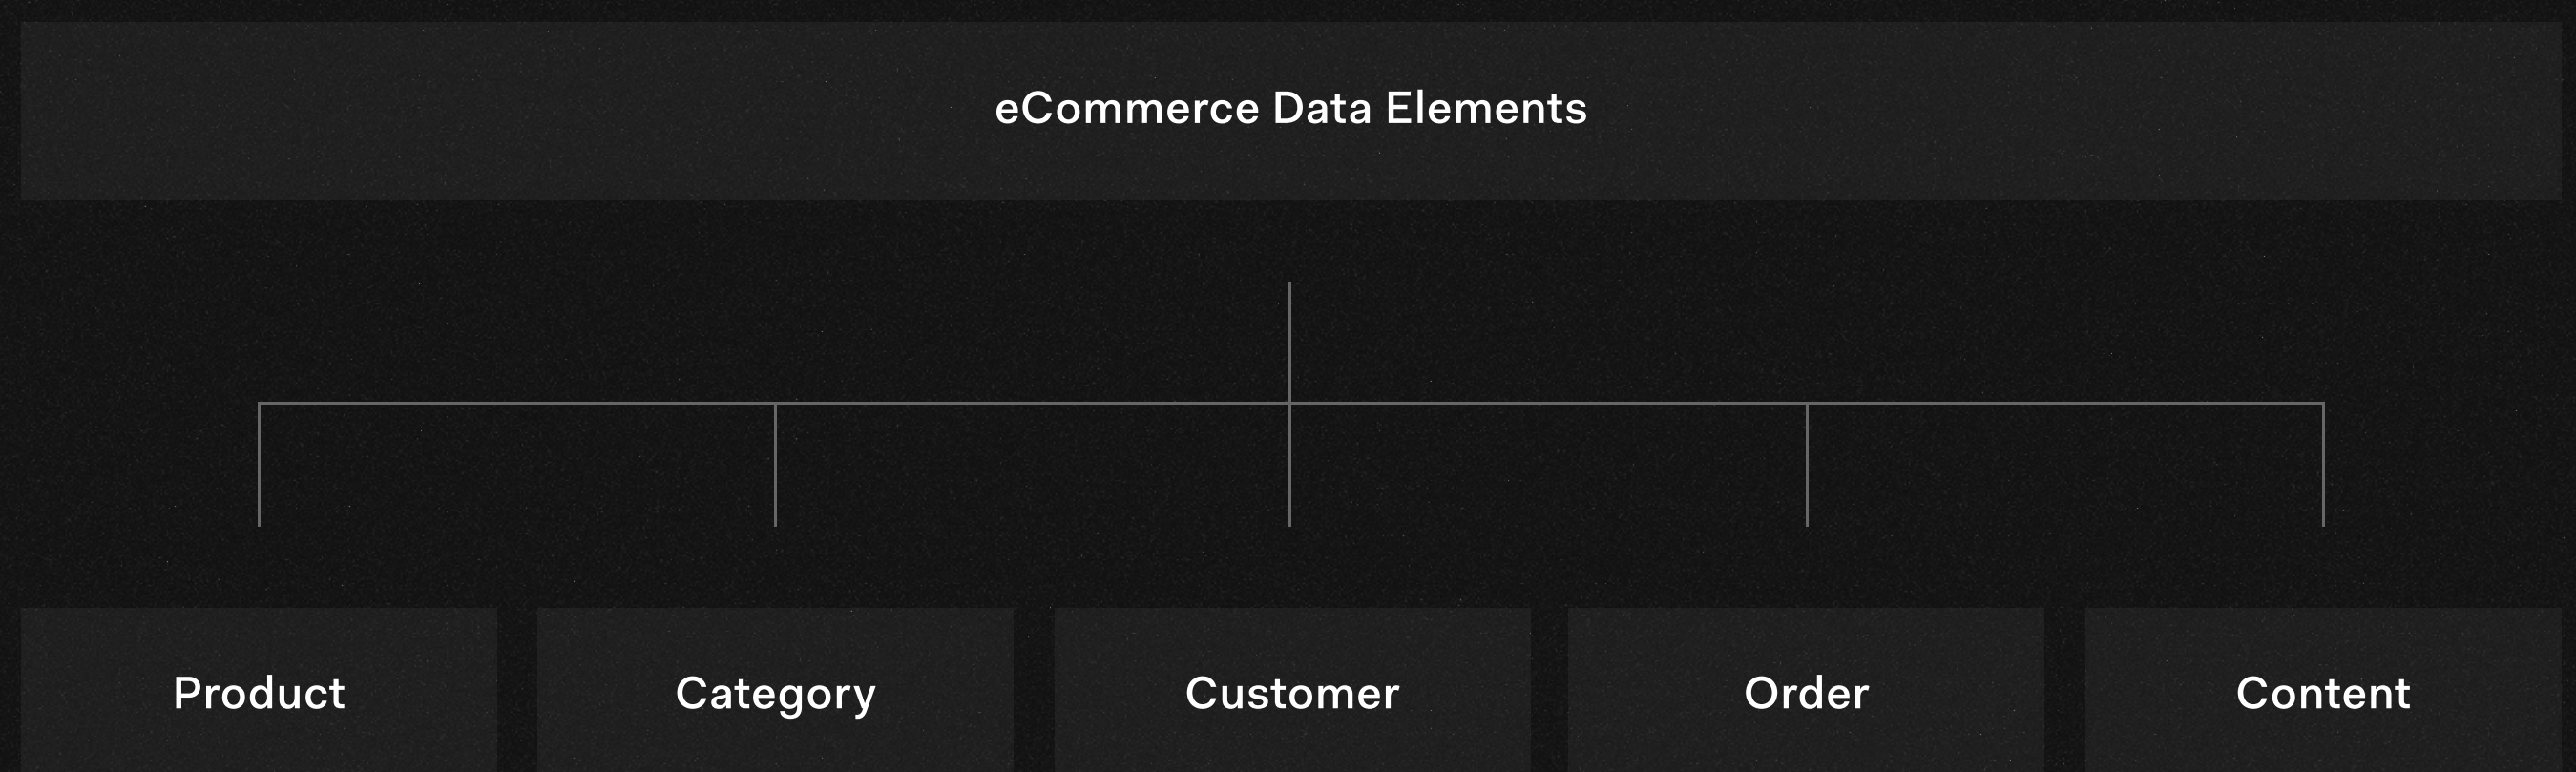 eCommerce Data Elements
Product
Category
Customer
Order
Content